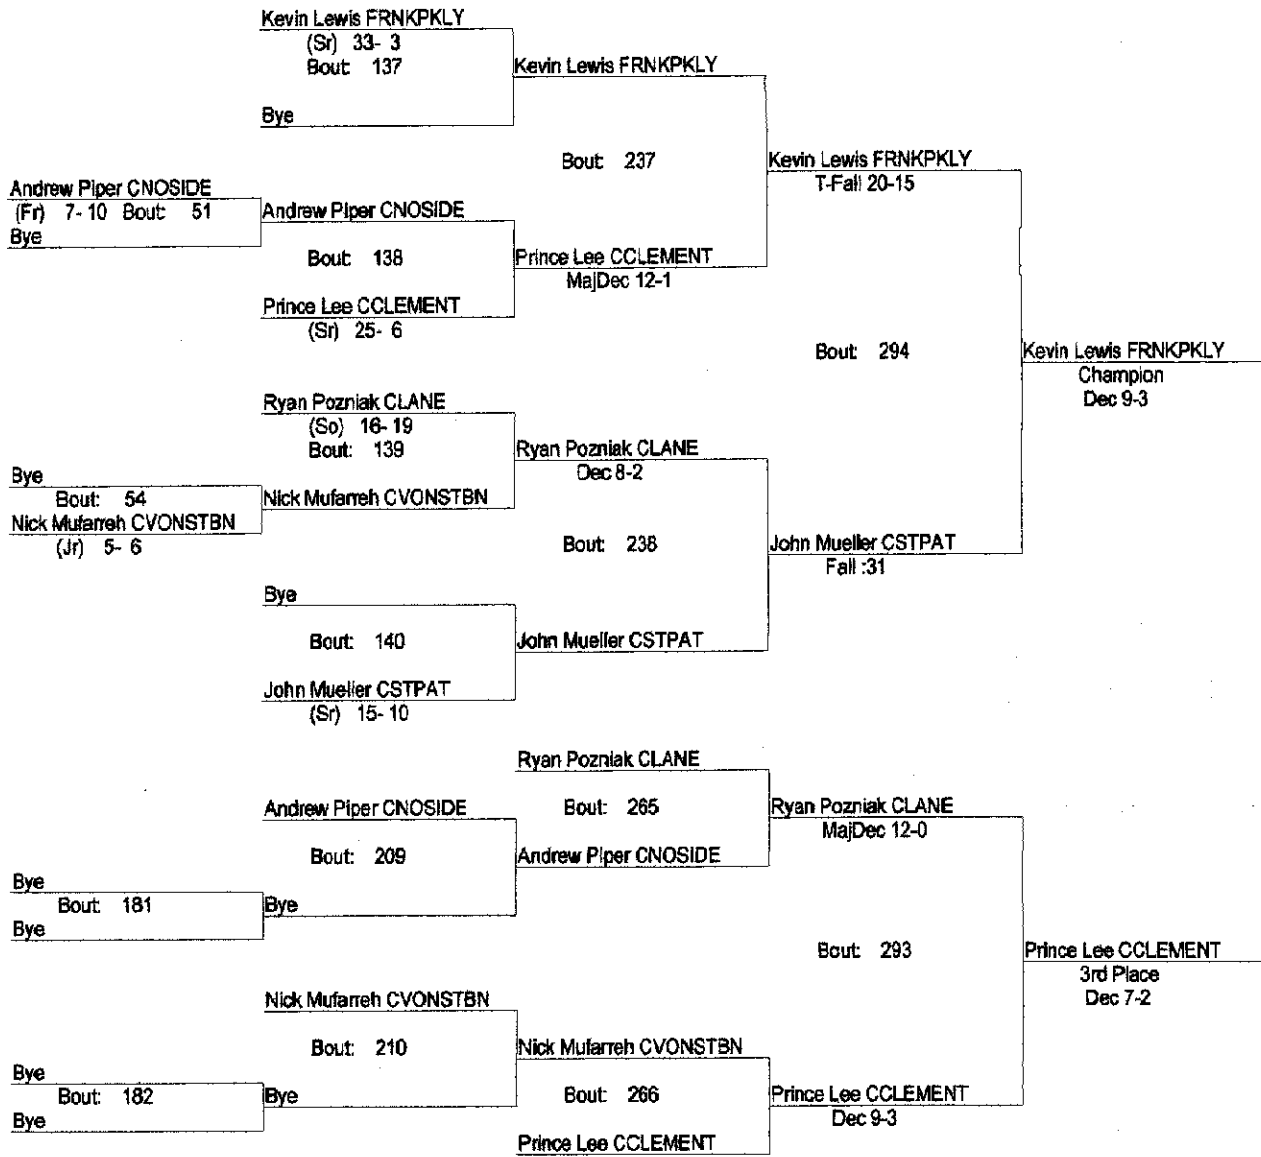 Kevin Lewis FRNKPKLY
(Sr) 33- 3
Bout: 137
Kevin Lewis FRNKPKLY
Bye
Bout: 237
Kevin Lewis FRNKPKLY
T-Fall 20-15
Andrew Piper CNOSIDE
(Fr) 7- 10 Bout: 51
Bye
Andrew Piper CNOSIDE
Bout: 138
Prince Lee CCLEMENT
MajDec 12-1
Prince Lee CCLEMENT
(Sr) 25- 6
Bout: 294
Kevin Lewis FRNKPKLY
Champion
Dec 9-3
Ryan Pozniak CLANE
(So) 16- 19
Bout: 139
Ryan Pozniak CLANE
Dec 8-2
Bye
Bout: 54
Nick Mufarreh CVONSTBN
(Jr) 5- 6
Nick Mufarreh CVONSTBN
Bout: 238
John Mueller CSTPAT
Fall :31
Bye
Bout: 140
John Mueller CSTPAT
John Mueller CSTPAT
(Sr) 15- 10
Ryan Pozniak CLANE
Andrew Piper CNOSIDE
Bout: 265
Ryan Pozniak CLANE
MajDec 12-0
Bout: 209
Andrew Piper CNOSIDE
Bye
Bout: 181
Bye
Bye
Bout: 293
Prince Lee CCLEMENT
3rd Place
Dec 7-2
Nick Mufarreh CVONSTBN
Bout: 210
Nick Mufarreh CVONSTBN
Bye
Bout: 182
Bye
Bye
Bout: 266
Prince Lee CCLEMENT
Dec 9-3
Prince Lee CCLEMENT